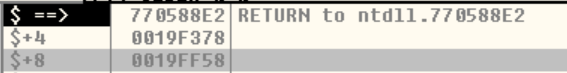 $ ==> 770588E2 RETURN to ntdll.770588E2
$+4 0019F378
$+8 0019FF58